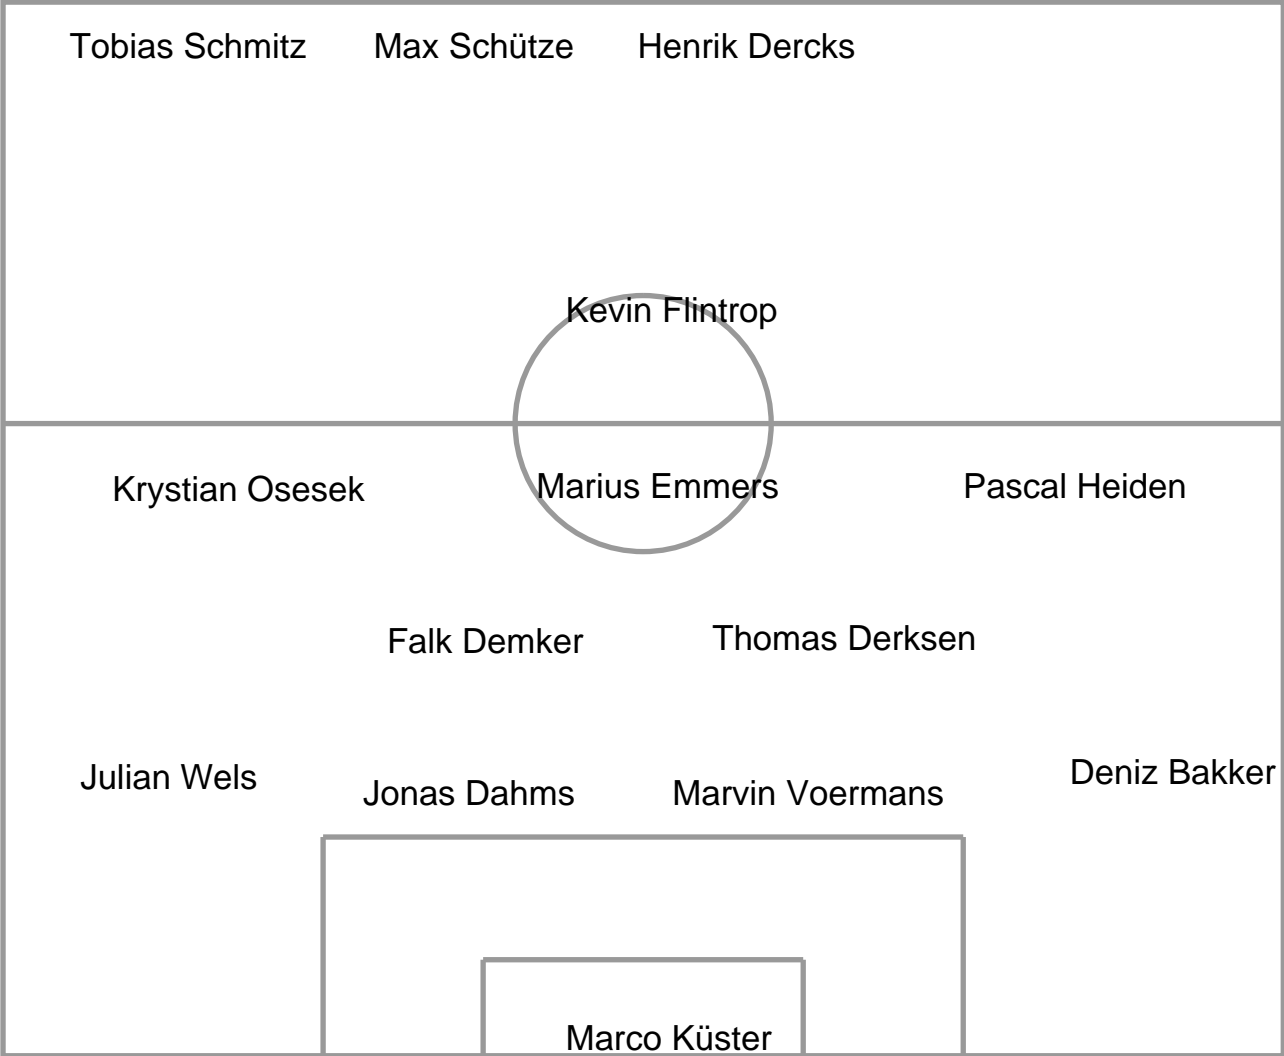 Tobias Schmitz Max Schütze Henrik Dercks
Kevin Flintrop
Krystian Osesek Marius Emmers Pascal Heiden
Falk Demker Thomas Derksen
Julian Wels Jonas Dahms Marvin Voermans Deniz Bakker
Marco Küster